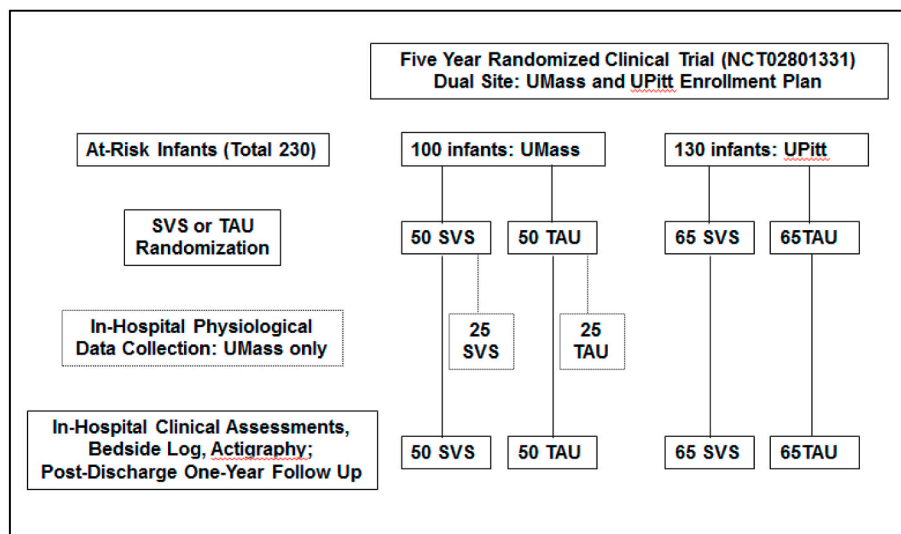 Five Year Randomized Clinical Trial (NCT02801331)
Dual Site: UMass and UPitt Enrollment Plan
At-Risk Infants (Total 230)
100 infants: UMass
130 infants: UPitt
SVS or TAU
Randomization
50 SVS
50 TAU
65 SVS
65TAU
In-Hospital Physiological
Data Collection: UMass only
25
SVS
25
TAU
In-Hospital Clinical Assessments,
Bedside Log, Actigraphy;
Post-Discharge One-Year Follow Up
50 SVS
50 TAU
65 SVS
65TAU